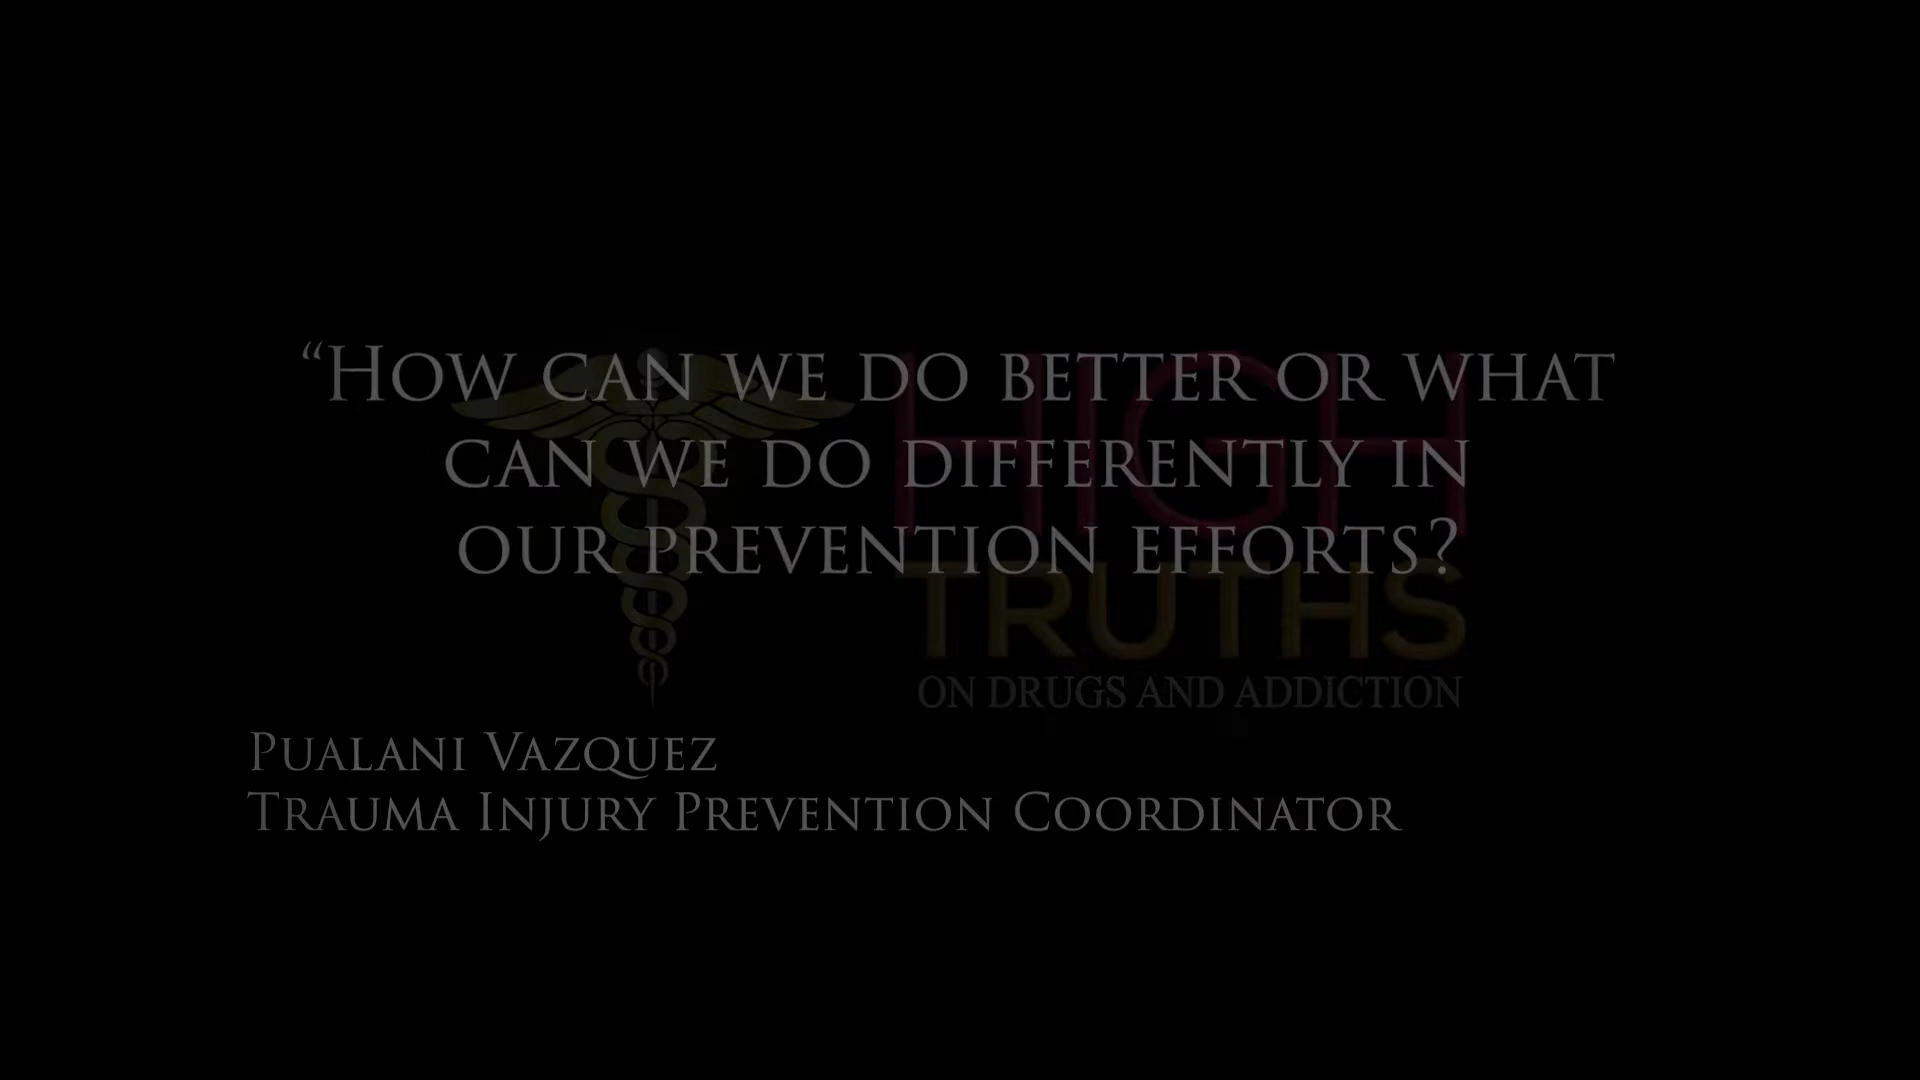 “How can we do better or what
can we do differently in
our prevention efforts?
HIGH
TRUTHS
ON DRUGS AND ADDICTION
Pualani Vazquez
Trauma Injury Prevention Coordinator